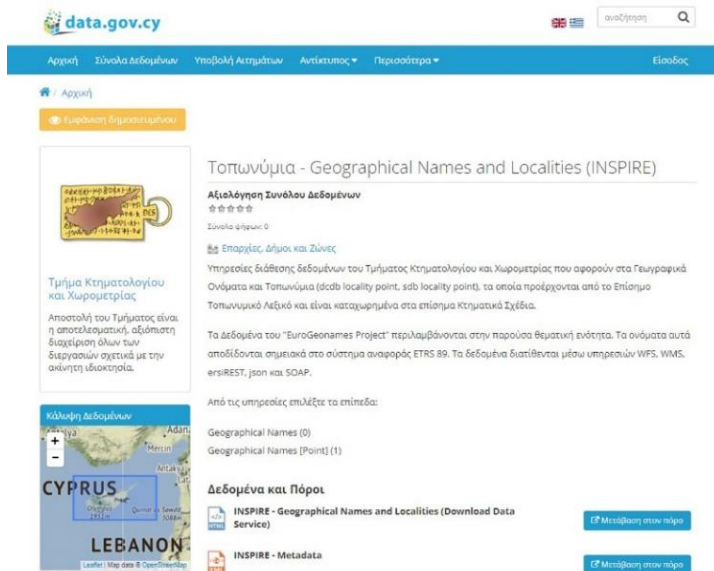 data.gov.cy
αναζήτηση
Αρχική Σύνολα Δεδομένων Υποβολή Αιτημάτων Αντίκτυπος Περισσότερα Είσοδος
/ Αρχική
Εμφάνιση δημοσιευμένου
Τμήμα Κτηματολογίου
και Χωρομετρίας
Αποστολή του Τμήματος είναι
η αποτελεσματική, αξιόπιστη
διαχείριση όλων των
διεργασιών σχετικά με την
ακίνητη ιδιοκτησία.
Κάλυψη Δεδομένων
+
-
Adan
Mercin
Antak
CYPRUS
LEBANON
Leaflet | Map data © OpenStreetMap
Τοπωνύμια - Geographical Names and Localities (INSPIRE)
Αξιολόγηση Συνόλου Δεδομένων
Σύνολο ψήφων: 0
Επαρχίες, Δήμοι και Ζώνες
Υπηρεσίες διάθεσης δεδομένων του Τμήματος Κτηματολογίου και Χωρομετρίας που αφορούν στα Γεωγραφικά
Ονόματα και Τοπωνύμια (dcdb locality point, sdb locality point), τα οποία προέρχονται από το Επίσημο
Τοπωνυμικό Λεξικό και είναι καταχωρημένα στα επίσημα Κτηματικά Σχέδια.
Τα Δεδομένα του "EuroGeonames Project" περιλαμβάνονται στην παρούσα θεματική ενότητα. Τα ονόματα αυτά
αποδίδονται σημειακά στο σύστημα αναφοράς ETRS 89. Τα δεδομένα διατίθενται μέσω υπηρεσιών WFS, WMS,
ersiREST, json και SOAP.
Από τις υπηρεσίες επιλέξτε τα επίπεδα:
Geographical Names (0)
Geographical Names [Point] (1)
Δεδομένα και Πόροι
INSPIRE - Geographical Names and Localities (Download Data
Service)
Μετάβαση στον πόρο
INSPIRE - Metadata
Μετάβαση στον πόρο